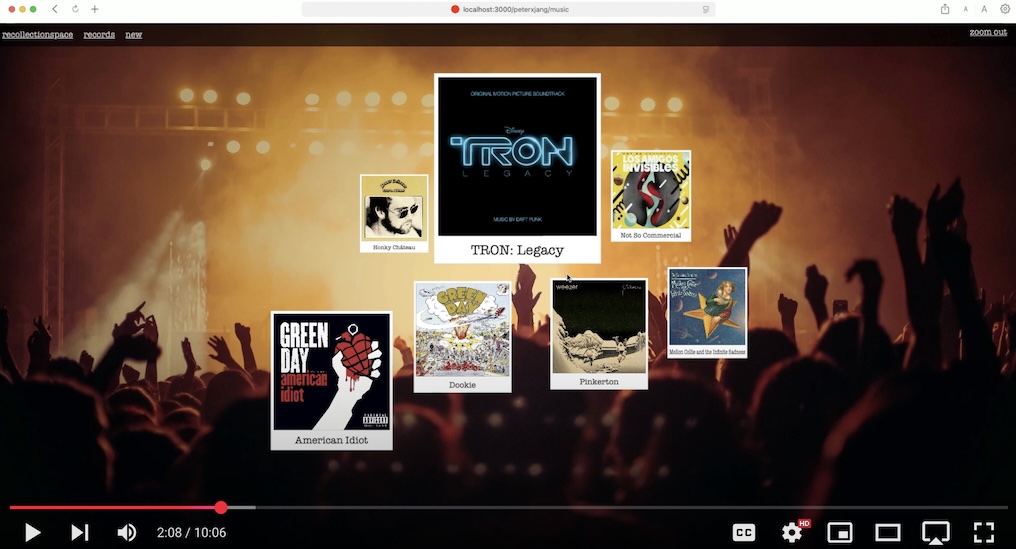 localhost:3000/peterxjang/music
A
A
recollectionspace records new
zoom out
ORIGINAL MOTION PICTURE SOUNDTRACK
Disney
TRON
LEGACY
MUSIC BY DAFT PUNK
TRON: Legacy
Honky Château
LOS AMIGOS
INVISIBLES
Not So Commercial
GREEN
DAY
american
idiot
PARENTAL
ADVISORY
American Idiot
GREEN
DAY
Dookie
weezer
Pinkerton
Mellon Collie and the Infinite Sadness
2:08 / 10:06
CC
HD